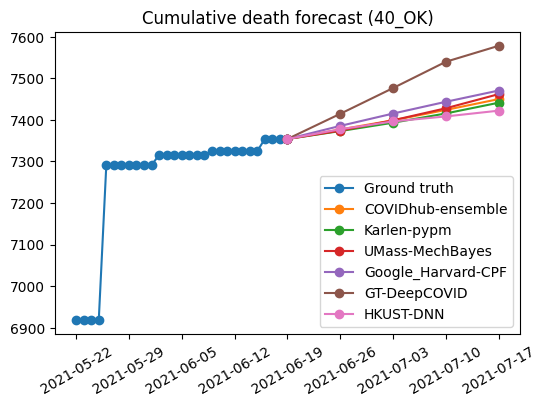 Cumulative death forecast (40_OK)
7600
7500
7400
7300
7200
7100
7000
6900
Ground truth
COVIDhub-ensemble
Karlen-pypm
UMass-MechBayes
Google_Harvard-CPF
GT-DeepCOVID
HKUST-DNN
2021-05-22
2021-05-29
2021-06-05
2021-06-12
2021-06-19
2021-06-26
2021-07-03
2021-07-10
2021-07-17